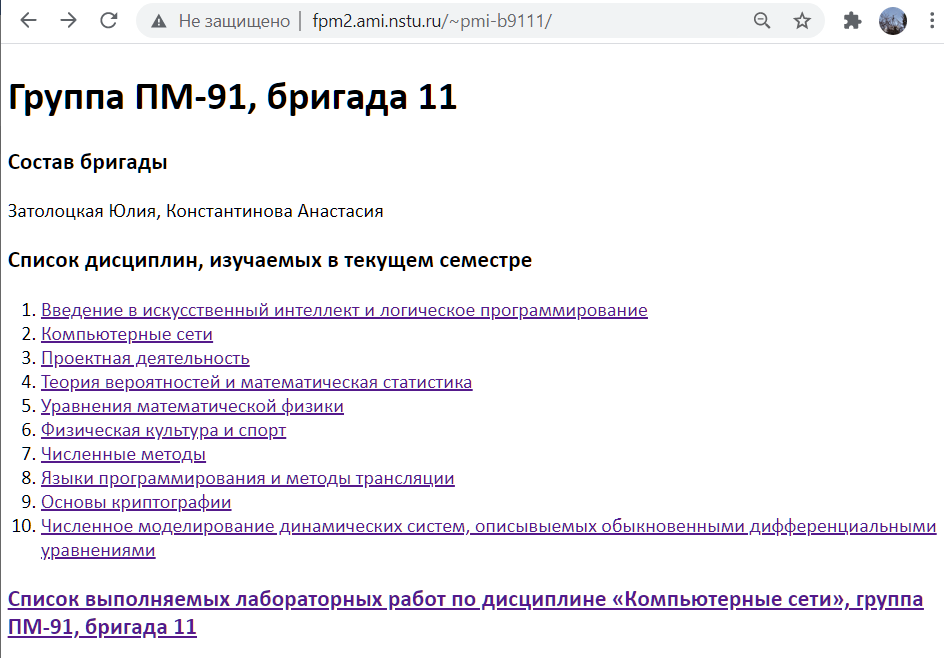 Не защищено | fpm2.ami.nstu.ru/~pmi-b9111/
Группа ПМ-91, бригада 11
Состав бригады
Затолоцкая Юлия, Константинова Анастасия
Список дисциплин, изучаемых в текущем семестре
1. Введение в искусственный интеллект и логическое программирование
2. Компьютерные сети
3. Проектная деятельность
4. Теория вероятностей и математическая статистика
5. Уравнения математической физики
6. Физическая культура и спорт
7. Численные методы
8. Языки программирования и методы трансляции
9. Основы криптографии
10. Численное моделирование динамических систем, описывыемых обыкновенными дифференциальными
уравнениями
Список выполняемых лабораторных работ по дисциплине «Компьютерные сети», группа
ПМ-91, бригада 11